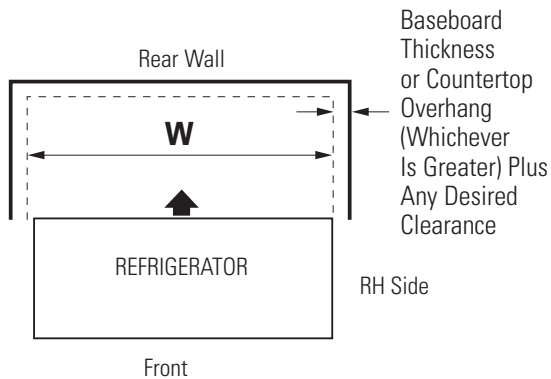 Rear Wall
Baseboard
Thickness
or Countertop
Overhang
(Whichever
Is Greater) Plus
Any Desired
Clearance
W
REFRIGERATOR
RH Side
Front